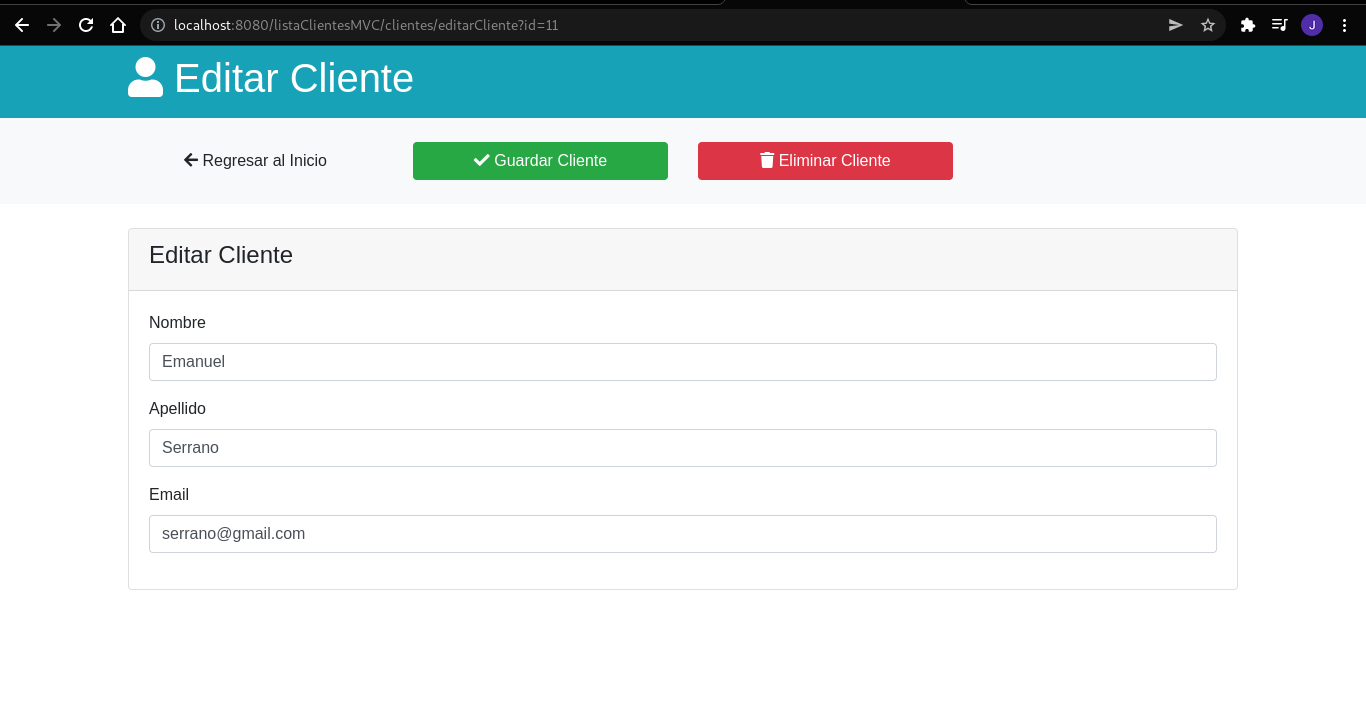 localhost:8080/listaClientesMVC/clientes/editarCliente?id=11
J
Editar Cliente
Regresar al Inicio
Guardar Cliente
Eliminar Cliente
Editar Cliente
Nombre
Emanuel
Apellido
Serrano
Email
serrano@gmail.com